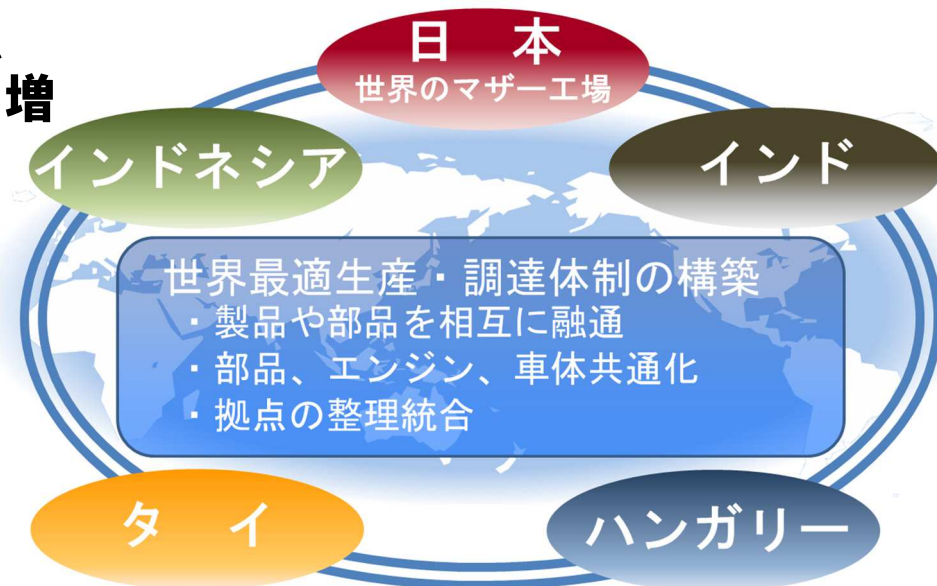 増
日　本
世界のマザー工場
インドネシア
インド
世界最適生産・調達体制の構築
・製品や部品を相互に融通
・部品、エンジン、車体共通化
・拠点の整理統合
タ　イ
ハンガリー